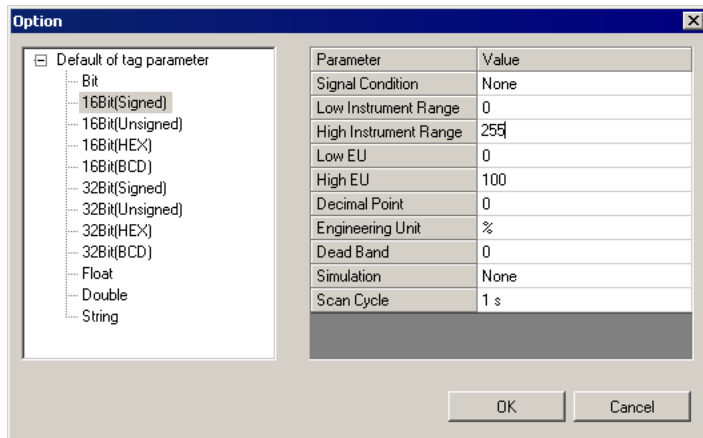 Option
Default of tag parameter
Bit
16Bit(Signed)
16Bit(Unsigned)
16Bit(HEX)
16Bit(BCD)
32Bit(Signed)
32Bit(Unsigned)
32Bit(HEX)
32Bit(BCD)
Float
Double
String
Parameter Value
Signal Condition None
Low Instrument Range 0
High Instrument Range 255
Low EU 0
High EU 100
Decimal Point 0
Engineering Unit %
Dead Band 0
Simulation None
Scan Cycle 1 s
OK Cancel